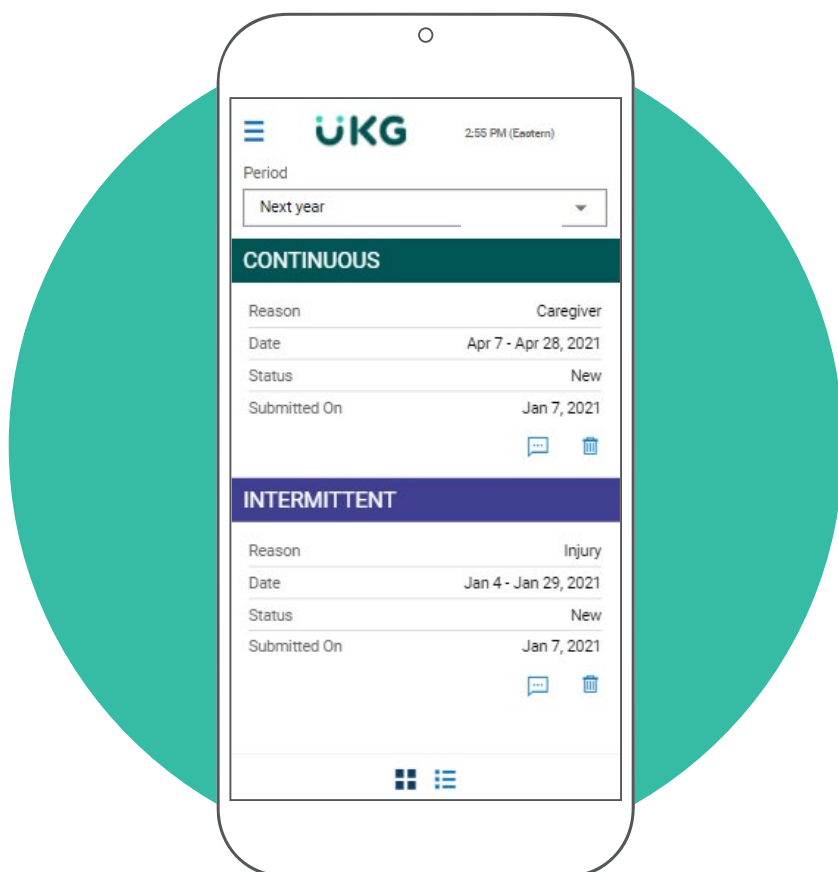 UKG 2:55 PM (Eastern)
Period
Next year
CONTINUOUS
Reason Caregiver
Date Apr 7 - Apr 28, 2021
Status New
Submitted On Jan 7, 2021
INTERMITTENT
Reason Injury
Date Jan 4 - Jan 29, 2021
Status New
Submitted On Jan 7, 2021